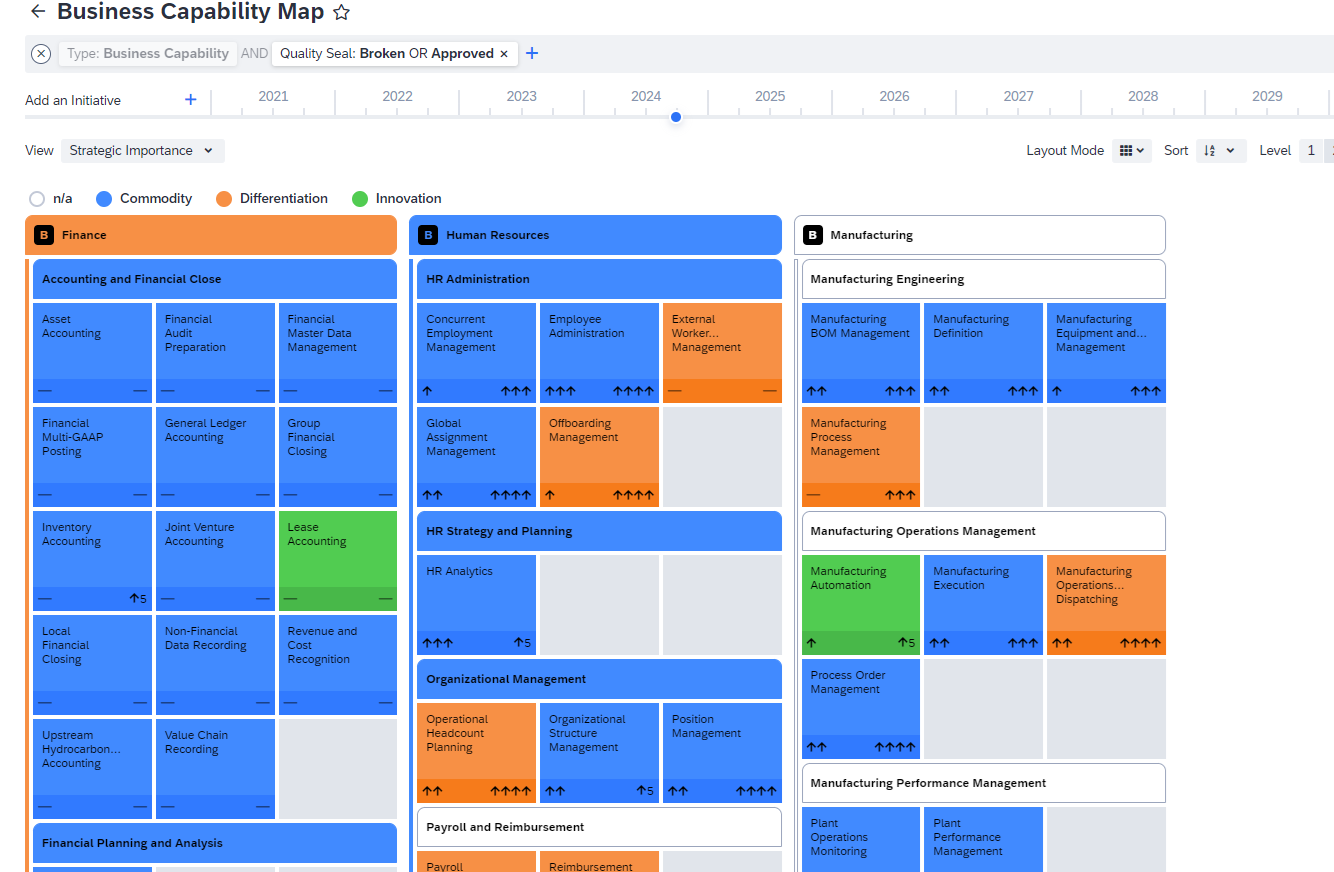 Business Capability Map
Type: Business Capability AND Quality Seal: Broken OR Approved × +
Add an Initiative + 2021 2022 2023 2024 2025 2026 2027 2028 2029
View Strategic Importance Layout Mode Sort Level 1
n/a Commodity Differentiation Innovation
B Finance
Accounting and Financial Close
Asset
Accounting
Financial
Audit
Preparation
Financial
Master Data
Management
Financial
Multi-GAAP
Posting
General Ledger
Accounting
Group
Financial
Closing
Inventory
Accounting
↑5
Joint Venture
Accounting
Lease
Accounting
Local
Financial
Closing
Non-Financial
Data Recording
Revenue and
Cost
Recognition
Upstream
Hydrocarbon...
Accounting
Value Chain
Recording
Financial Planning and Analysis
B Human Resources
HR Administration
Concurrent
Employment
Management
↑ ↑↑↑
Employee
Administration
↑↑↑ ↑↑↑↑
External
Worker...
Management
Global
Assignment
Management
↑↑ ↑↑↑↑
Offboarding
Management
↑ ↑↑↑↑
HR Strategy and Planning
HR Analytics
↑↑↑ ↑5
Organizational Management
Operational
Headcount
Planning
↑↑ ↑↑↑↑
Organizational
Structure
Management
↑↑ ↑5
Position
Management
↑↑ ↑↑↑↑
Payroll and Reimbursement
Payroll
Reimbursement
B Manufacturing
Manufacturing Engineering
Manufacturing
BOM Management
↑↑ ↑↑↑
Manufacturing
Definition
↑↑ ↑↑↑
Manufacturing
Equipment and...
Management
↑ ↑↑↑
Manufacturing
Process
Management
— ↑↑↑
Manufacturing Operations Management
Manufacturing
Automation
↑ ↑5
Manufacturing
Execution
↑↑ ↑↑↑
Manufacturing
Operations...
Dispatching
↑↑ ↑↑↑↑
Process Order
Management
↑↑ ↑↑↑↑
Manufacturing Performance Management
Plant
Operations
Monitoring
Plant
Performance
Management